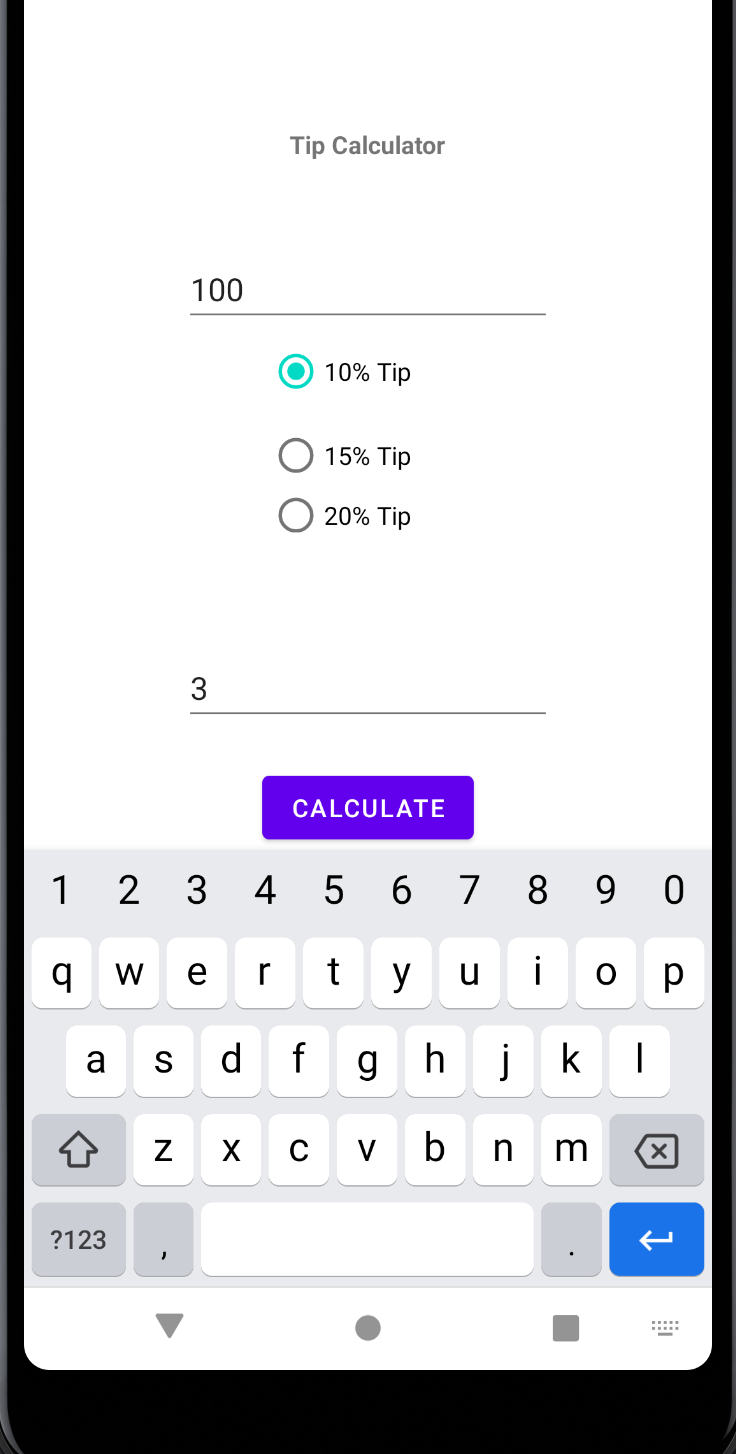 Tip Calculator
100
10% Tip
15% Tip
20% Tip
3
CALCULATE
1 2 3 4 5 6 7 8 9 0
q w e r t y u i o p
a s d f g h j k l
z x c v b n m
?123 , .